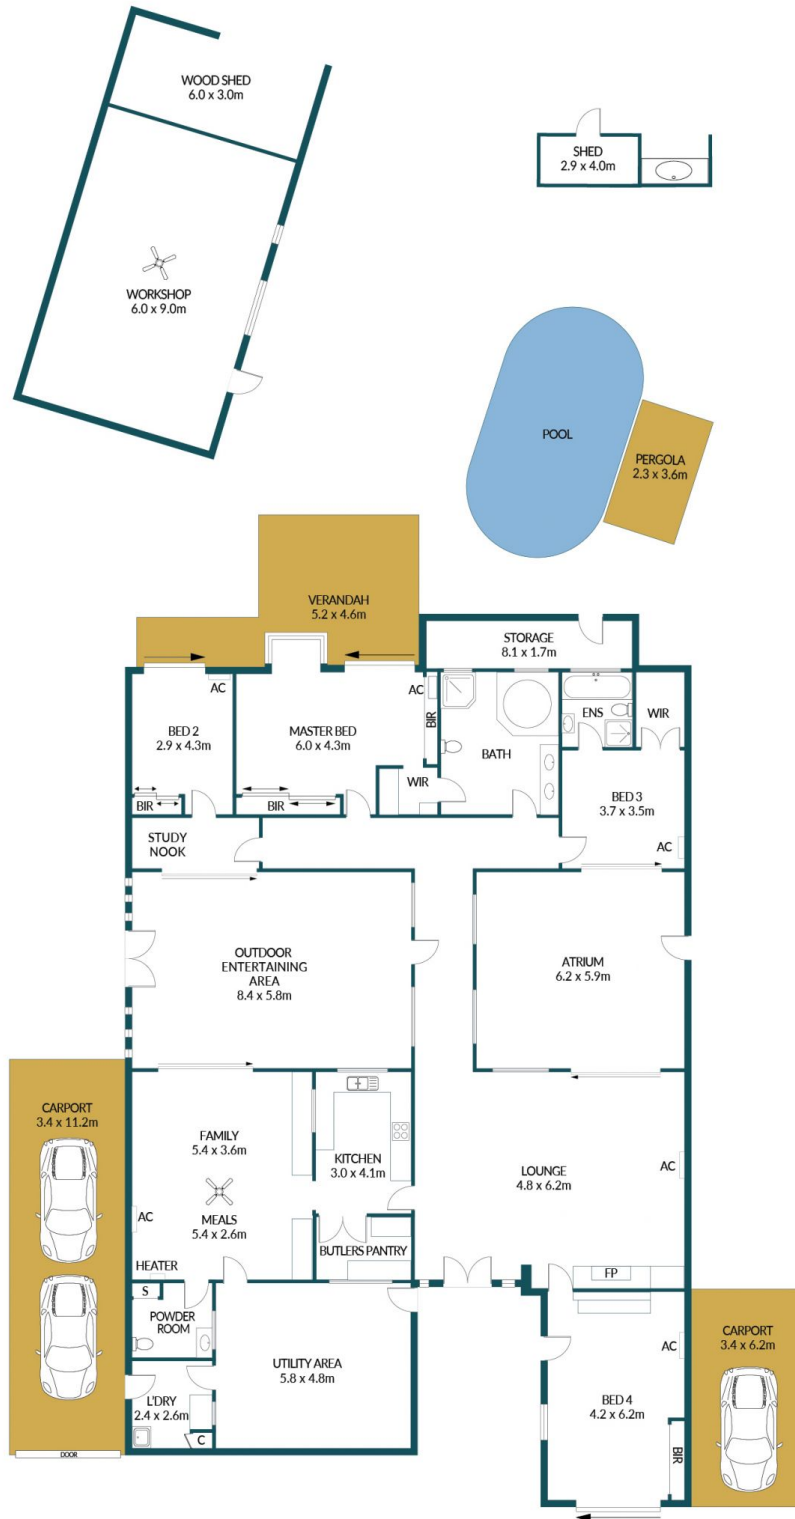 WOOD SHED
6.0 x 3.0m
SHED
2.9 x 4.0m
WORKSHOP
6.0 x 9.0m
POOL
PERGOLA
2.3 x 3.6m
VERANDAH
5.2 x 4.6m
STORAGE
8.1 x 1.7m
AC
BED 2
2.9 x 4.3m
BIR
MASTER BED
6.0 x 4.3m
AC
BIR
BIR
WIR
BATH
ENS
WIR
BED 3
3.7 x 3.5m
AC
STUDY
NOOK
OUTDOOR
ENTERTAINING
AREA
8.4 x 5.8m
ATRIUM
6.2 x 5.9m
CARPORT
3.4 x 11.2m
FAMILY
5.4 x 3.6m
KITCHEN
3.0 x 4.1m
LOUNGE
4.8 x 6.2m
AC
AC
MEALS
5.4 x 2.6m
BUTLERS PANTRY
HEATER
FP
S
POWDER
ROOM
UTILITY AREA
5.8 x 4.8m
L'DRY
2.4 x 2.6m
C
DOOR
AC
BED 4
4.2 x 6.2m
BIR
CARPORT
3.4 x 6.2m